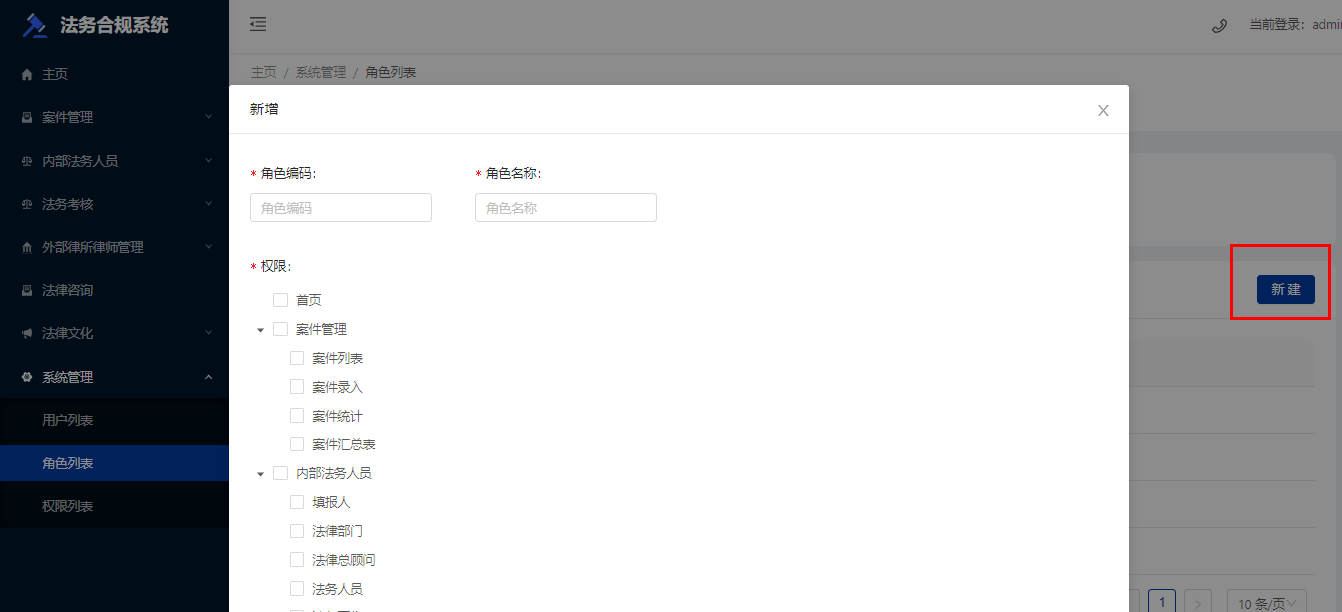 法务合规系统
当前登录：admi
主页
案件管理
内部法务人员
法务考核
外部律所律师管理
法律咨询
法律文化
系统管理
用户列表
角色列表
权限列表
主页 / 系统管理 / 角色列表
新增
* 角色编码:
* 角色名称:
角色编码
角色名称
* 权限:
首页
案件管理
案件列表
案件录入
案件统计
案件汇总表
内部法务人员
填报人
法律部门
法律总顾问
法务人员
新 建
1
10 条/页